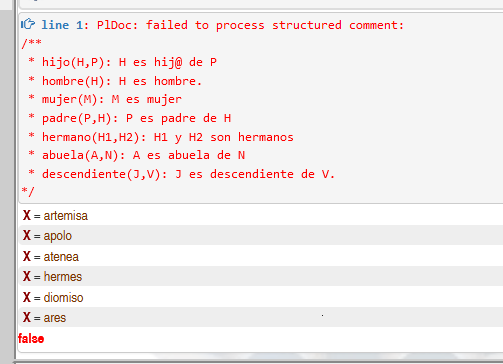 line 1: PlDoc: failed to process structured comment:
/**
* hijo(H,P): H es hij@ de P
* hombre(H): H es hombre.
* mujer(M): M es mujer
* padre(P,H): P es padre de H
* hermano(H1,H2): H1 y H2 son hermanos
* abuela(A,N): A es abuela de N
* descendiente(J,V): J es descendiente de V.
*/
X = artemisa
X = apolo
X = atenea
X = hermes
X = diomiso
X = ares
false